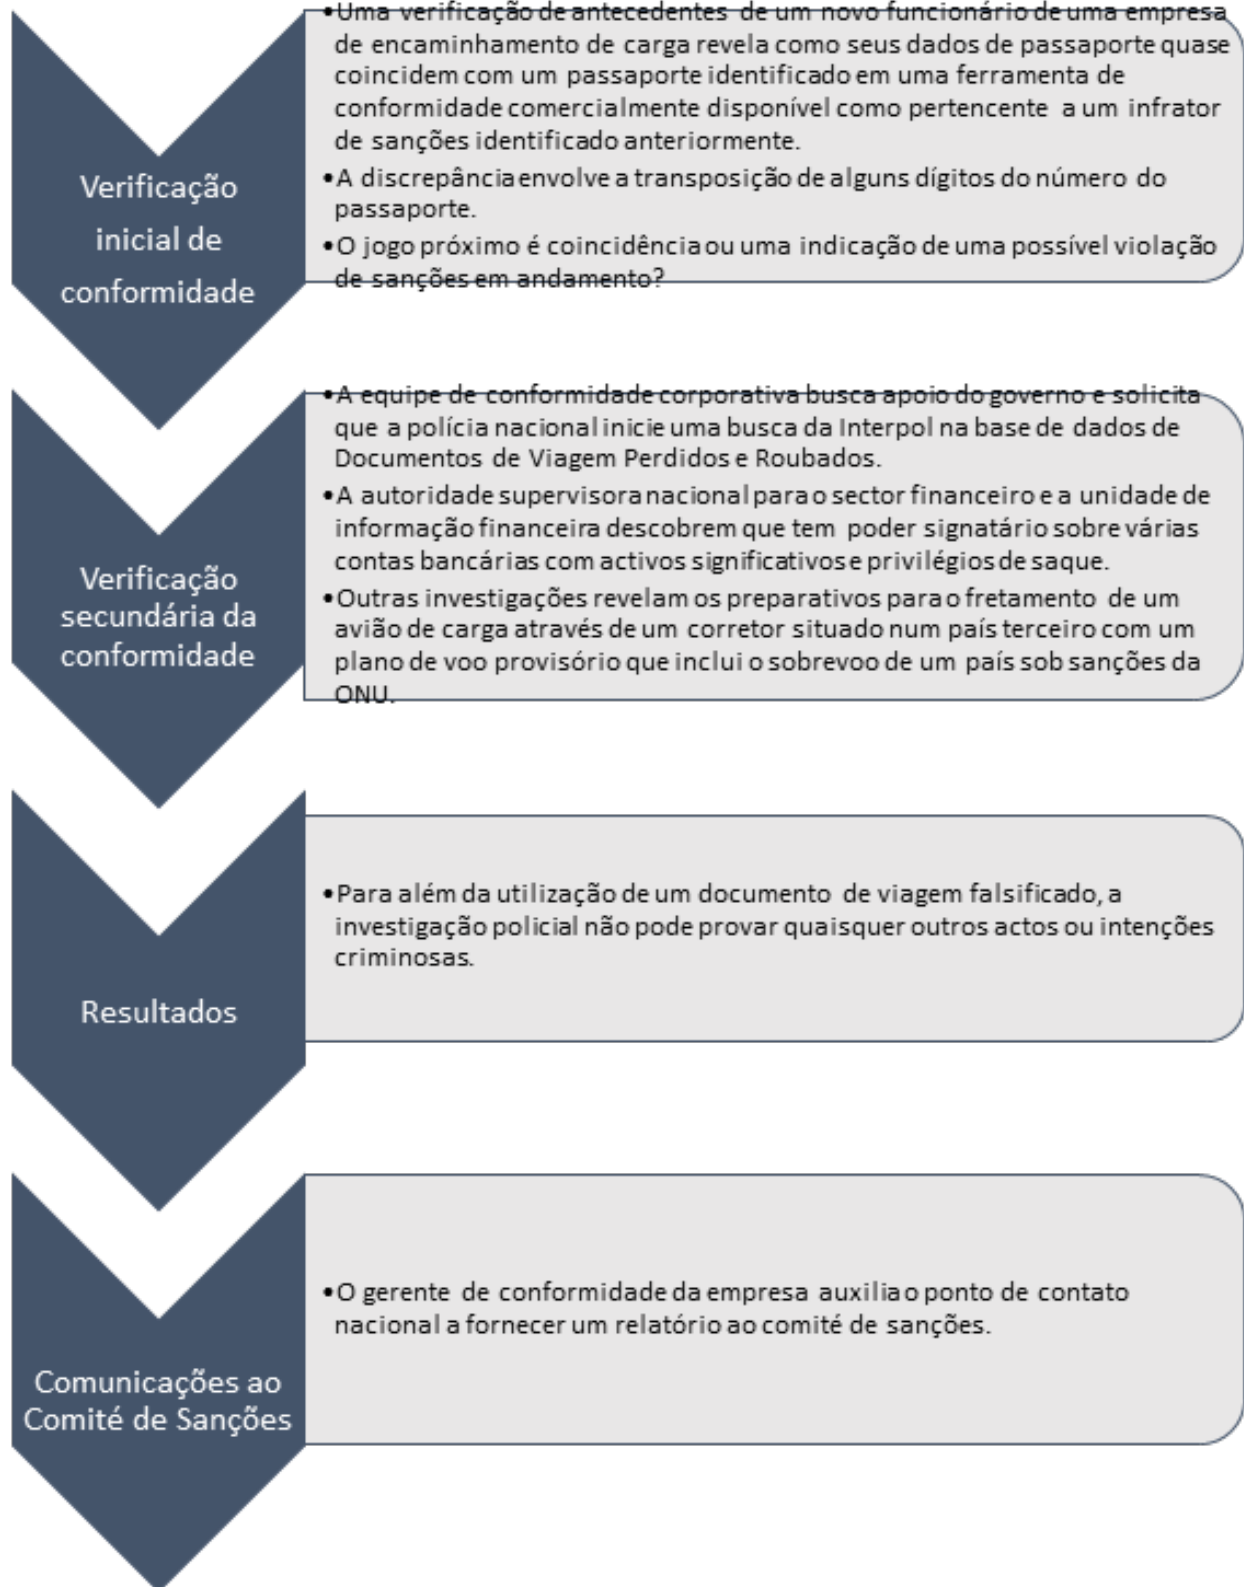 Verificação
inicial de
conformidade
•Uma verificação de antecedentes de um novo funcionário de uma empresa
de encaminhamento de carga revela como seus dados de passaporte quase
coincidem com um passaporte identificado em uma ferramenta de
conformidade comercialmente disponível como pertencente a um infrator
de sanções identificado anteriormente.
•A discrepância envolve a transposição de alguns dígitos do número do
passaporte.
•O jogo próximo é coincidência ou uma indicação de uma possível violação
de sanções em andamento?
Verificação
secundária da
conformidade
•A equipe de conformidade corporativa busca apoio do governo e solicita
que a polícia nacional inicie uma busca da Interpol na base de dados de
Documentos de Viagem Perdidos e Roubados.
•A autoridade supervisora nacional para o sector financeiro e a unidade de
informação financeira descobrem que tem poder signatário sobre várias
contas bancárias com activos significativos e privilégios de saque.
•Outras investigações revelam os preparativos para o fretamento de um
avião de carga através de um corretor situado num país terceiro com um
plano de voo provisório que inclui o sobrevoo de um país sob sanções da
ONU.
Resultados
•Para além da utilização de um documento de viagem falsificado, a
investigação policial não pode provar quaisquer outros actos ou intenções
criminosas.
Comunicações ao
Comité de Sanções
•O gerente de conformidade da empresa auxilia o ponto de contato
nacional a fornecer um relatório ao comité de sanções.